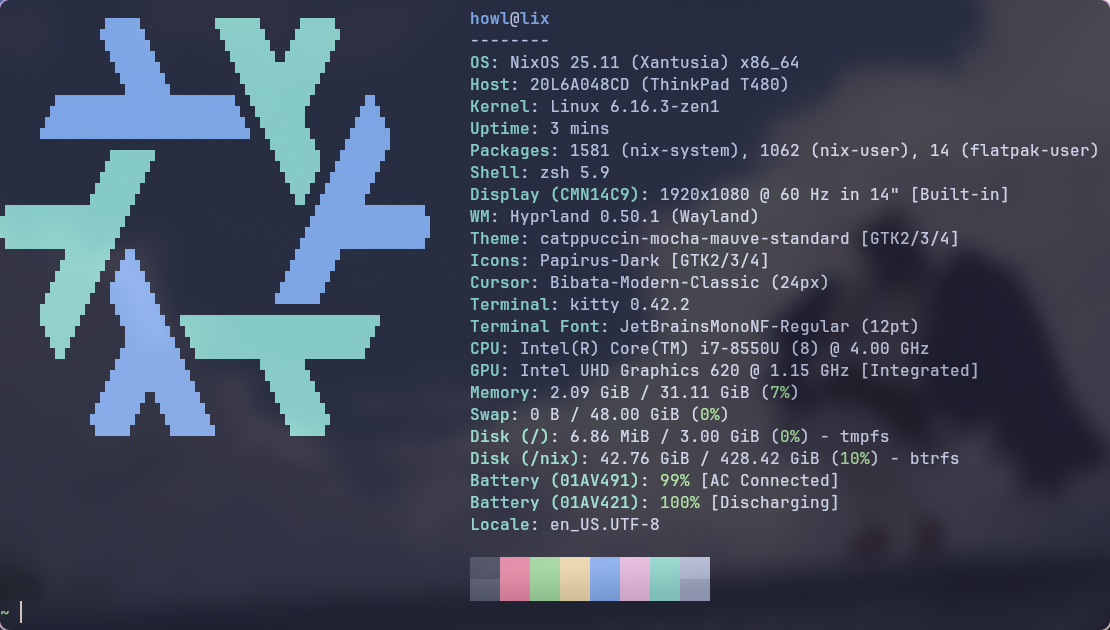 howl@lix
--------
OS: NixOS 25.11 (Xantusia) x86_64
Host: 20L6A048CD (ThinkPad T480)
Kernel: Linux 6.16.3-zen1
Uptime: 3 mins
Packages: 1581 (nix-system), 1062 (nix-user), 14 (flatpak-user)
Shell: zsh 5.9
Display (CMN14C9): 1920x1080 @ 60 Hz in 14" [Built-in]
WM: Hyprland 0.50.1 (Wayland)
Theme: catppuccin-mocha-mauve-standard [GTK2/3/4]
Icons: Papirus-Dark [GTK2/3/4]
Cursor: Bibata-Modern-Classic (24px)
Terminal: kitty 0.42.2
Terminal Font: JetBrainsMonoNF-Regular (12pt)
CPU: Intel(R) Core(TM) i7-8550U (8) @ 4.00 GHz
GPU: Intel UHD Graphics 620 @ 1.15 GHz [Integrated]
Memory: 2.09 GiB / 31.11 GiB (7%)
Swap: 0 B / 48.00 GiB (0%)
Disk (/): 6.86 MiB / 3.00 GiB (0%) - tmpfs
Disk (/nix): 42.76 GiB / 428.42 GiB (10%) - btrfs
Battery (01AV491): 99% [AC Connected]
Battery (01AV421): 100% [Discharging]
Locale: en_US.UTF-8
~